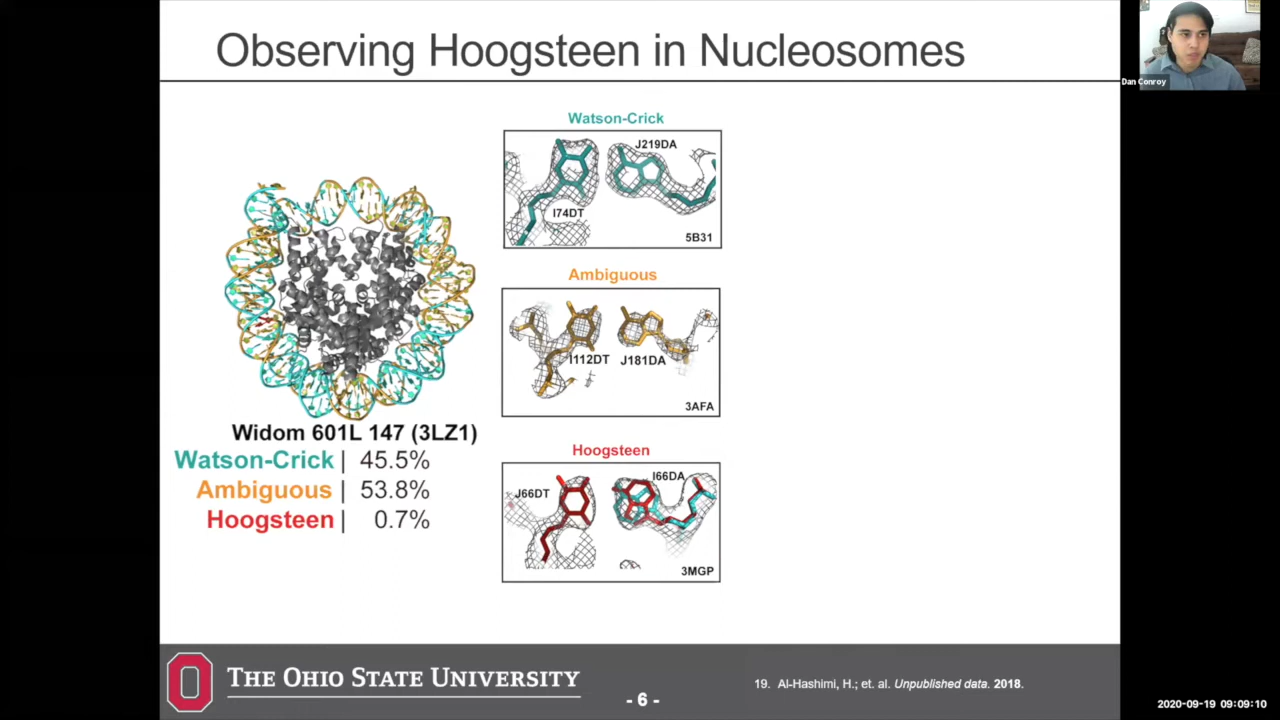 Observing Hoogsteen in Nucleosomes
Dan Conroy
Watson-Crick
J219DA
I74DT
5B31
Ambiguous
I112DT
J181DA
3AFA
Hoogsteen
J66DT
I66DA
3MGP
Widom 601L 147 (3LZ1)
Watson-Crick | 45.5%
Ambiguous | 53.8%
Hoogsteen | 0.7%
THE OHIO STATE UNIVERSITY
- 6 -
19. Al-Hashimi, H.; et. al. Unpublished data. 2018.
2020-09-19 09:09:10